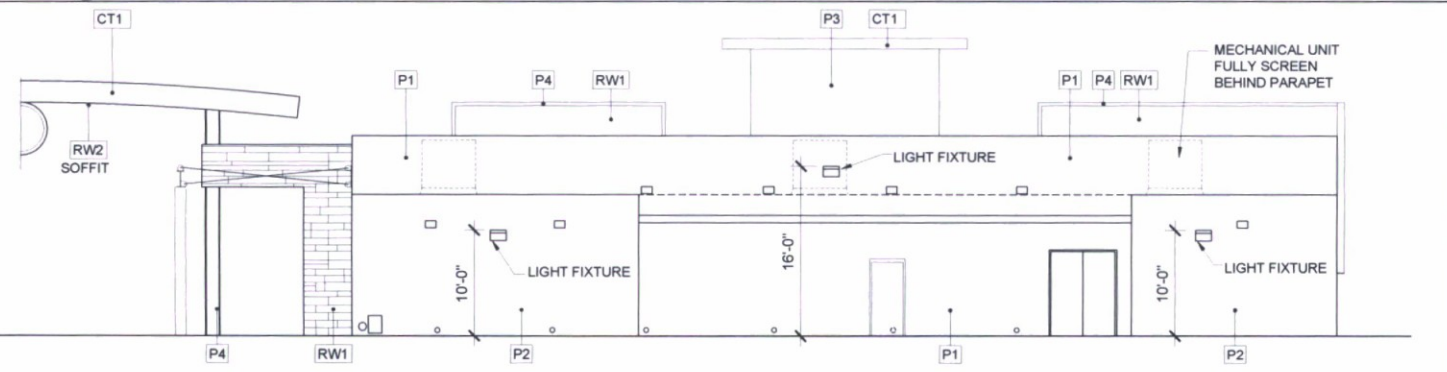 CT1
P3
CT1
MECHANICAL UNIT
FULLY SCREEN
BEHIND PARAPET
P1
P4
RW1
P1
P4
RW1
RW2
SOFFIT
LIGHT FIXTURE
10'-0"
LIGHT FIXTURE
16'-0"
10'-0"
LIGHT FIXTURE
P4
RW1
P2
P1
P2